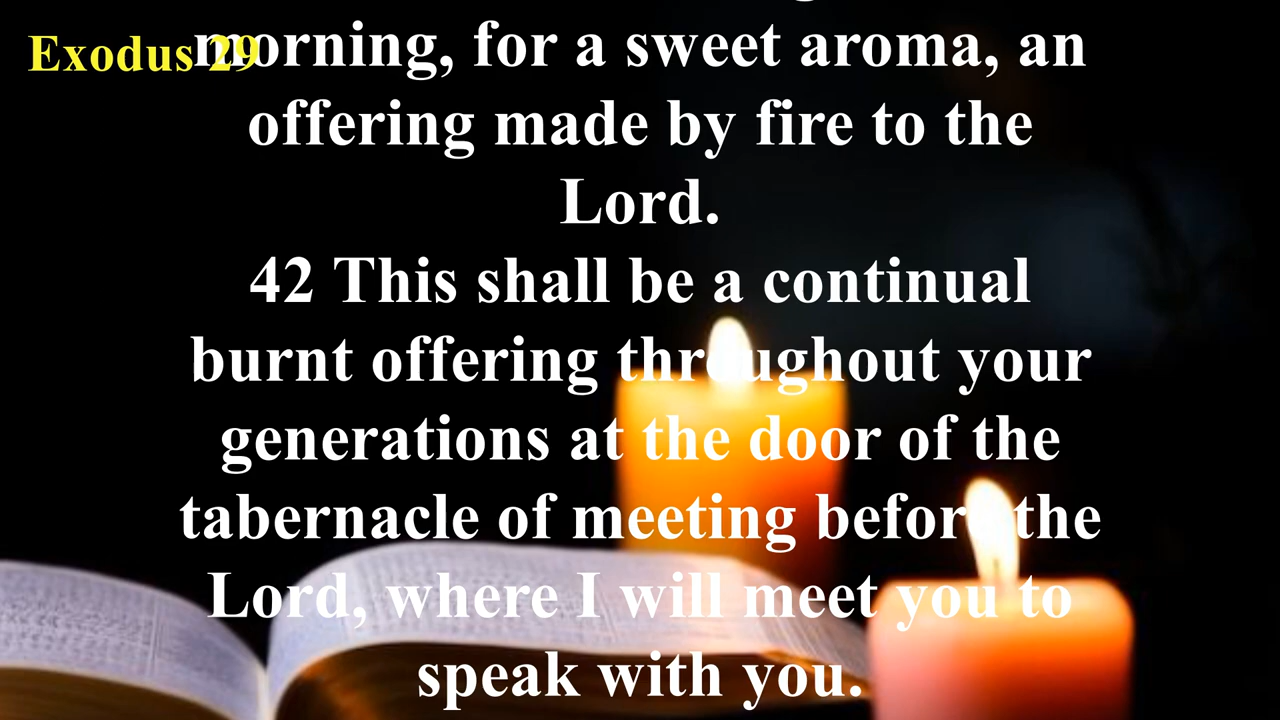 Exodus 29
morning, for a sweet aroma, an
offering made by fire to the
Lord.
42 This shall be a continual
burnt offering throughout your
generations at the door of the
tabernacle of meeting before the
Lord, where I will meet you to
speak with you.